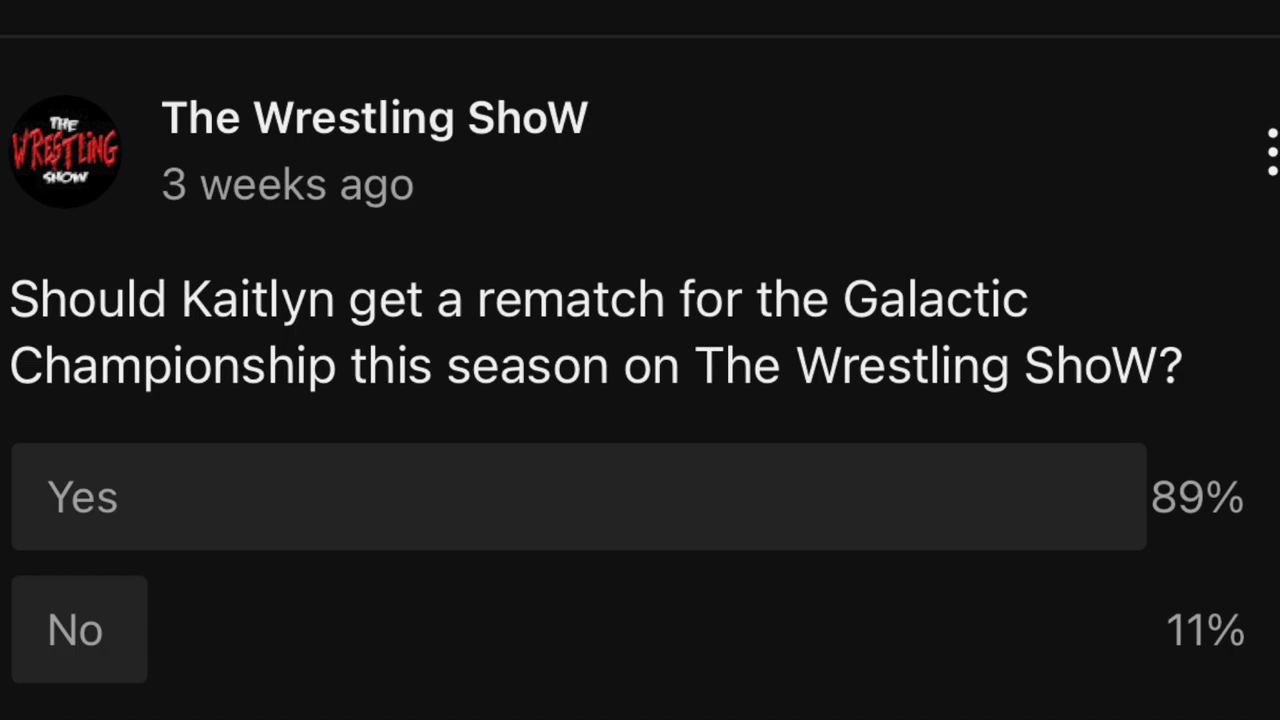 THE
WRESTLING
SHOW
The Wrestling ShoW
3 weeks ago
Should Kaitlyn get a rematch for the Galactic
Championship this season on The Wrestling ShoW?
Yes 89%
No 11%